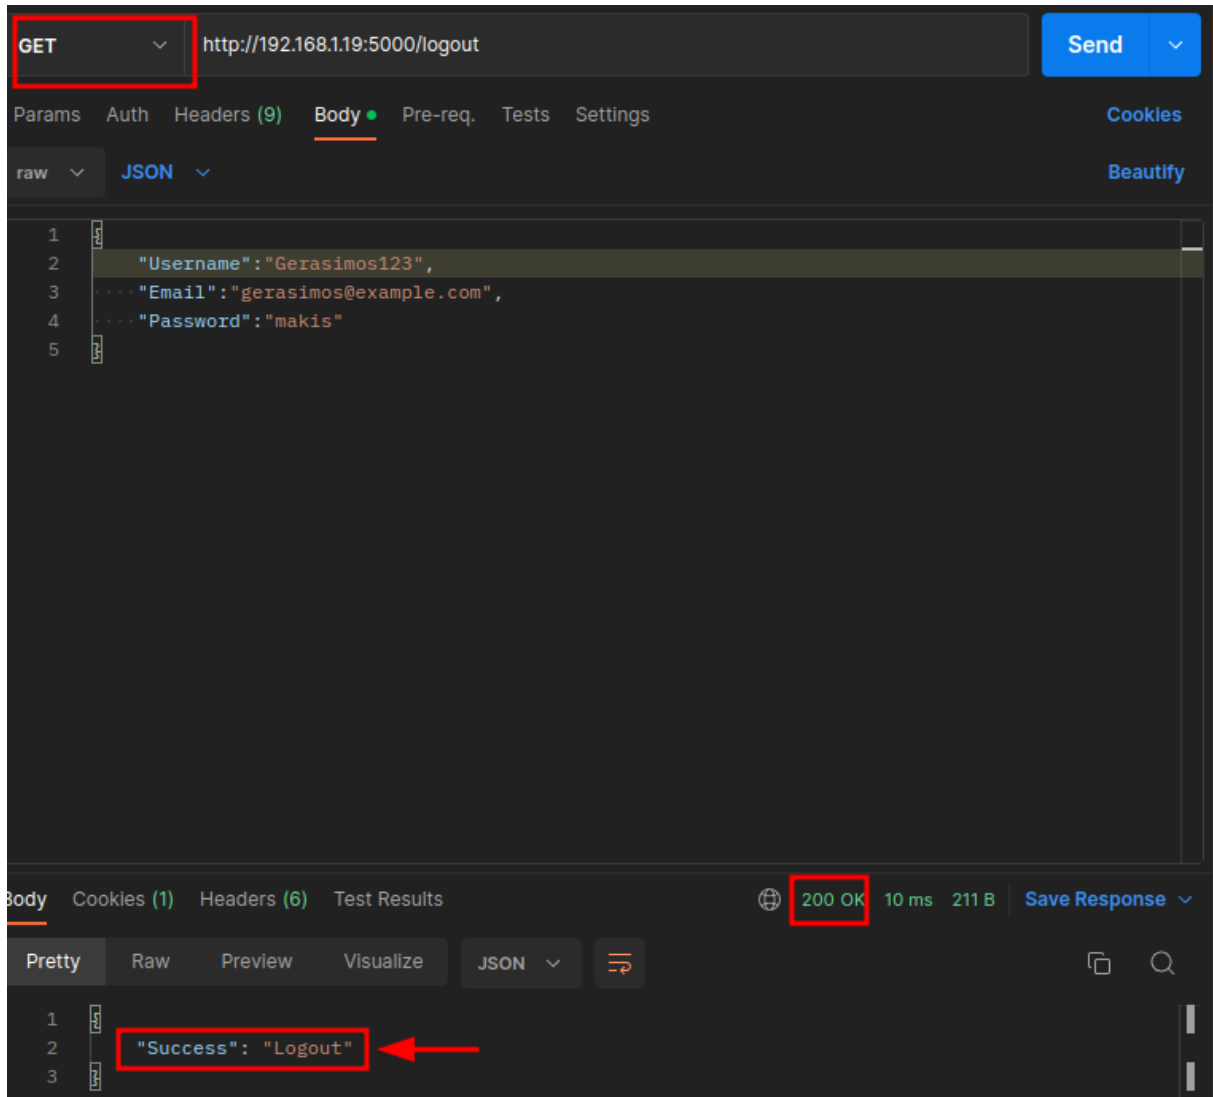 GET http://192.168.1.19:5000/logout Send
Params Auth Headers (9) Body Pre-req. Tests Settings Cookies
raw JSON Beautify
1 {
2 "Username":"Gerasimos123",
3 "Email":"gerasimos@example.com",
4 "Password":"makis"
5 }
Body Cookies (1) Headers (6) Test Results 200 OK 10 ms 211 B Save Response
Pretty Raw Preview Visualize JSON
1 {
2 "Success": "Logout"
3 }